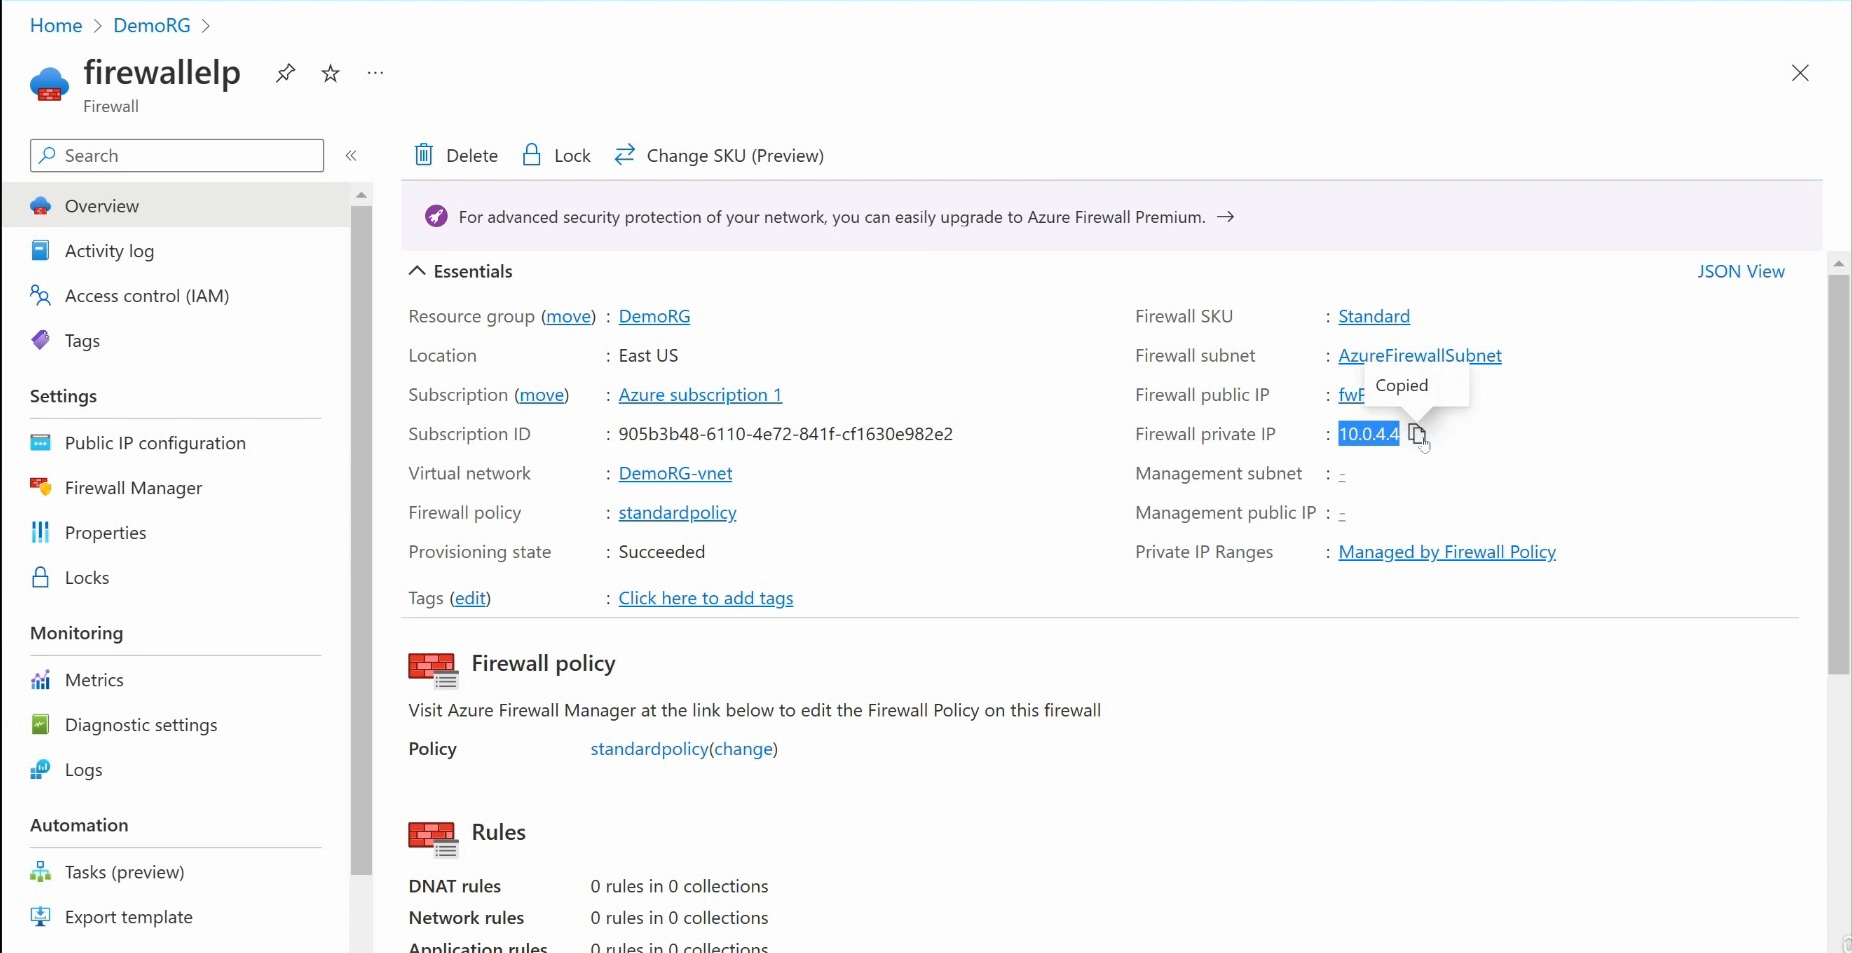 Home > DemoRG >
firewallelp ...
Firewall
Search «
Overview
Activity log
Access control (IAM)
Tags
Settings
Public IP configuration
Firewall Manager
Properties
Locks
Monitoring
Metrics
Diagnostic settings
Logs
Automation
Tasks (preview)
Export template
Delete Lock Change SKU (Preview)
For advanced security protection of your network, you can easily upgrade to Azure Firewall Premium. →
Essentials JSON View
Resource group (move) : DemoRG
Location : East US
Subscription (move) : Azure subscription 1
Subscription ID : 905b3b48-6110-4e72-841f-cf1630e982e2
Virtual network : DemoRG-vnet
Firewall policy : standardpolicy
Provisioning state : Succeeded
Tags (edit) : Click here to add tags
Firewall SKU : Standard
Firewall subnet : AzureFirewallSubnet
Copied
Firewall public IP :
Firewall private IP : 10.0.4.4
Management subnet : -
Management public IP : -
Private IP Ranges : Managed by Firewall Policy
Firewall policy
Visit Azure Firewall Manager at the link below to edit the Firewall Policy on this firewall
Policy standardpolicy(change)
Rules
DNAT rules 0 rules in 0 collections
Network rules 0 rules in 0 collections
Application rules 0 rules in 0 collections